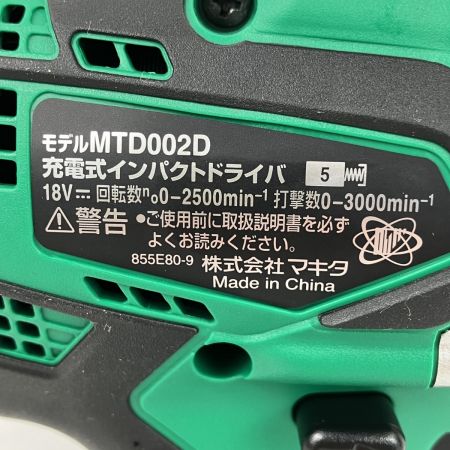 モデルMTD002D
充電式インパクトドライバ 5
18V⎓ 回転数n₀0-2500min⁻¹ 打撃数0-3000min⁻¹
⚠警告 ●ご使用前に取扱説明書を必ず
よくお読みください。
855E80-9 株式会社マキタ
Made in China